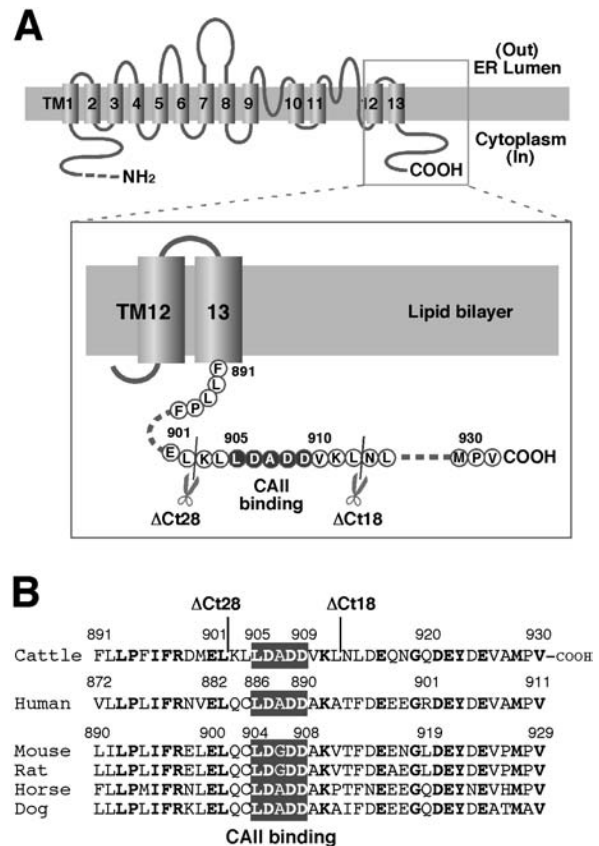 A
(Out)
ER Lumen
TM1 2 3 4 5 6 7 8 9 10 11 12 13
Cytoplasm
(In)
NH2
COOH
TM12 13
Lipid bilayer
F 891
L
L
P
F
901 905 910 930
E L K L L D A D D V K L N L M P V COOH
CAII
binding
ΔCt28
ΔCt18
B
ΔCt28 ΔCt18
891 901 905 909 920 930
Cattle FLLPFIFRDMELKLLDADDVKLNLDEQNGQDEYDEVAMPV-COOH
872 882 886 890 901 911
Human VLLPLIFRNVELQCLDADDAKATFDEEEGRDEYDEVAMPV
890 900 904 908 919 929
Mouse LILPLIFRELELQCLDGDDAKVTFDEENGLDEYDEVPMPV
Rat LLLPLIFRELELQCLDGDDAKVTFDEAEGLDEYDEVPMPV
Horse FLLPMIFRNLELQCLDADDAKPTFNEEEGQDEYNEVHMPV
Dog FLLPLIFRKLELQCLDADDAKAIFDEEEGQDEYDEATMAV
CAII binding